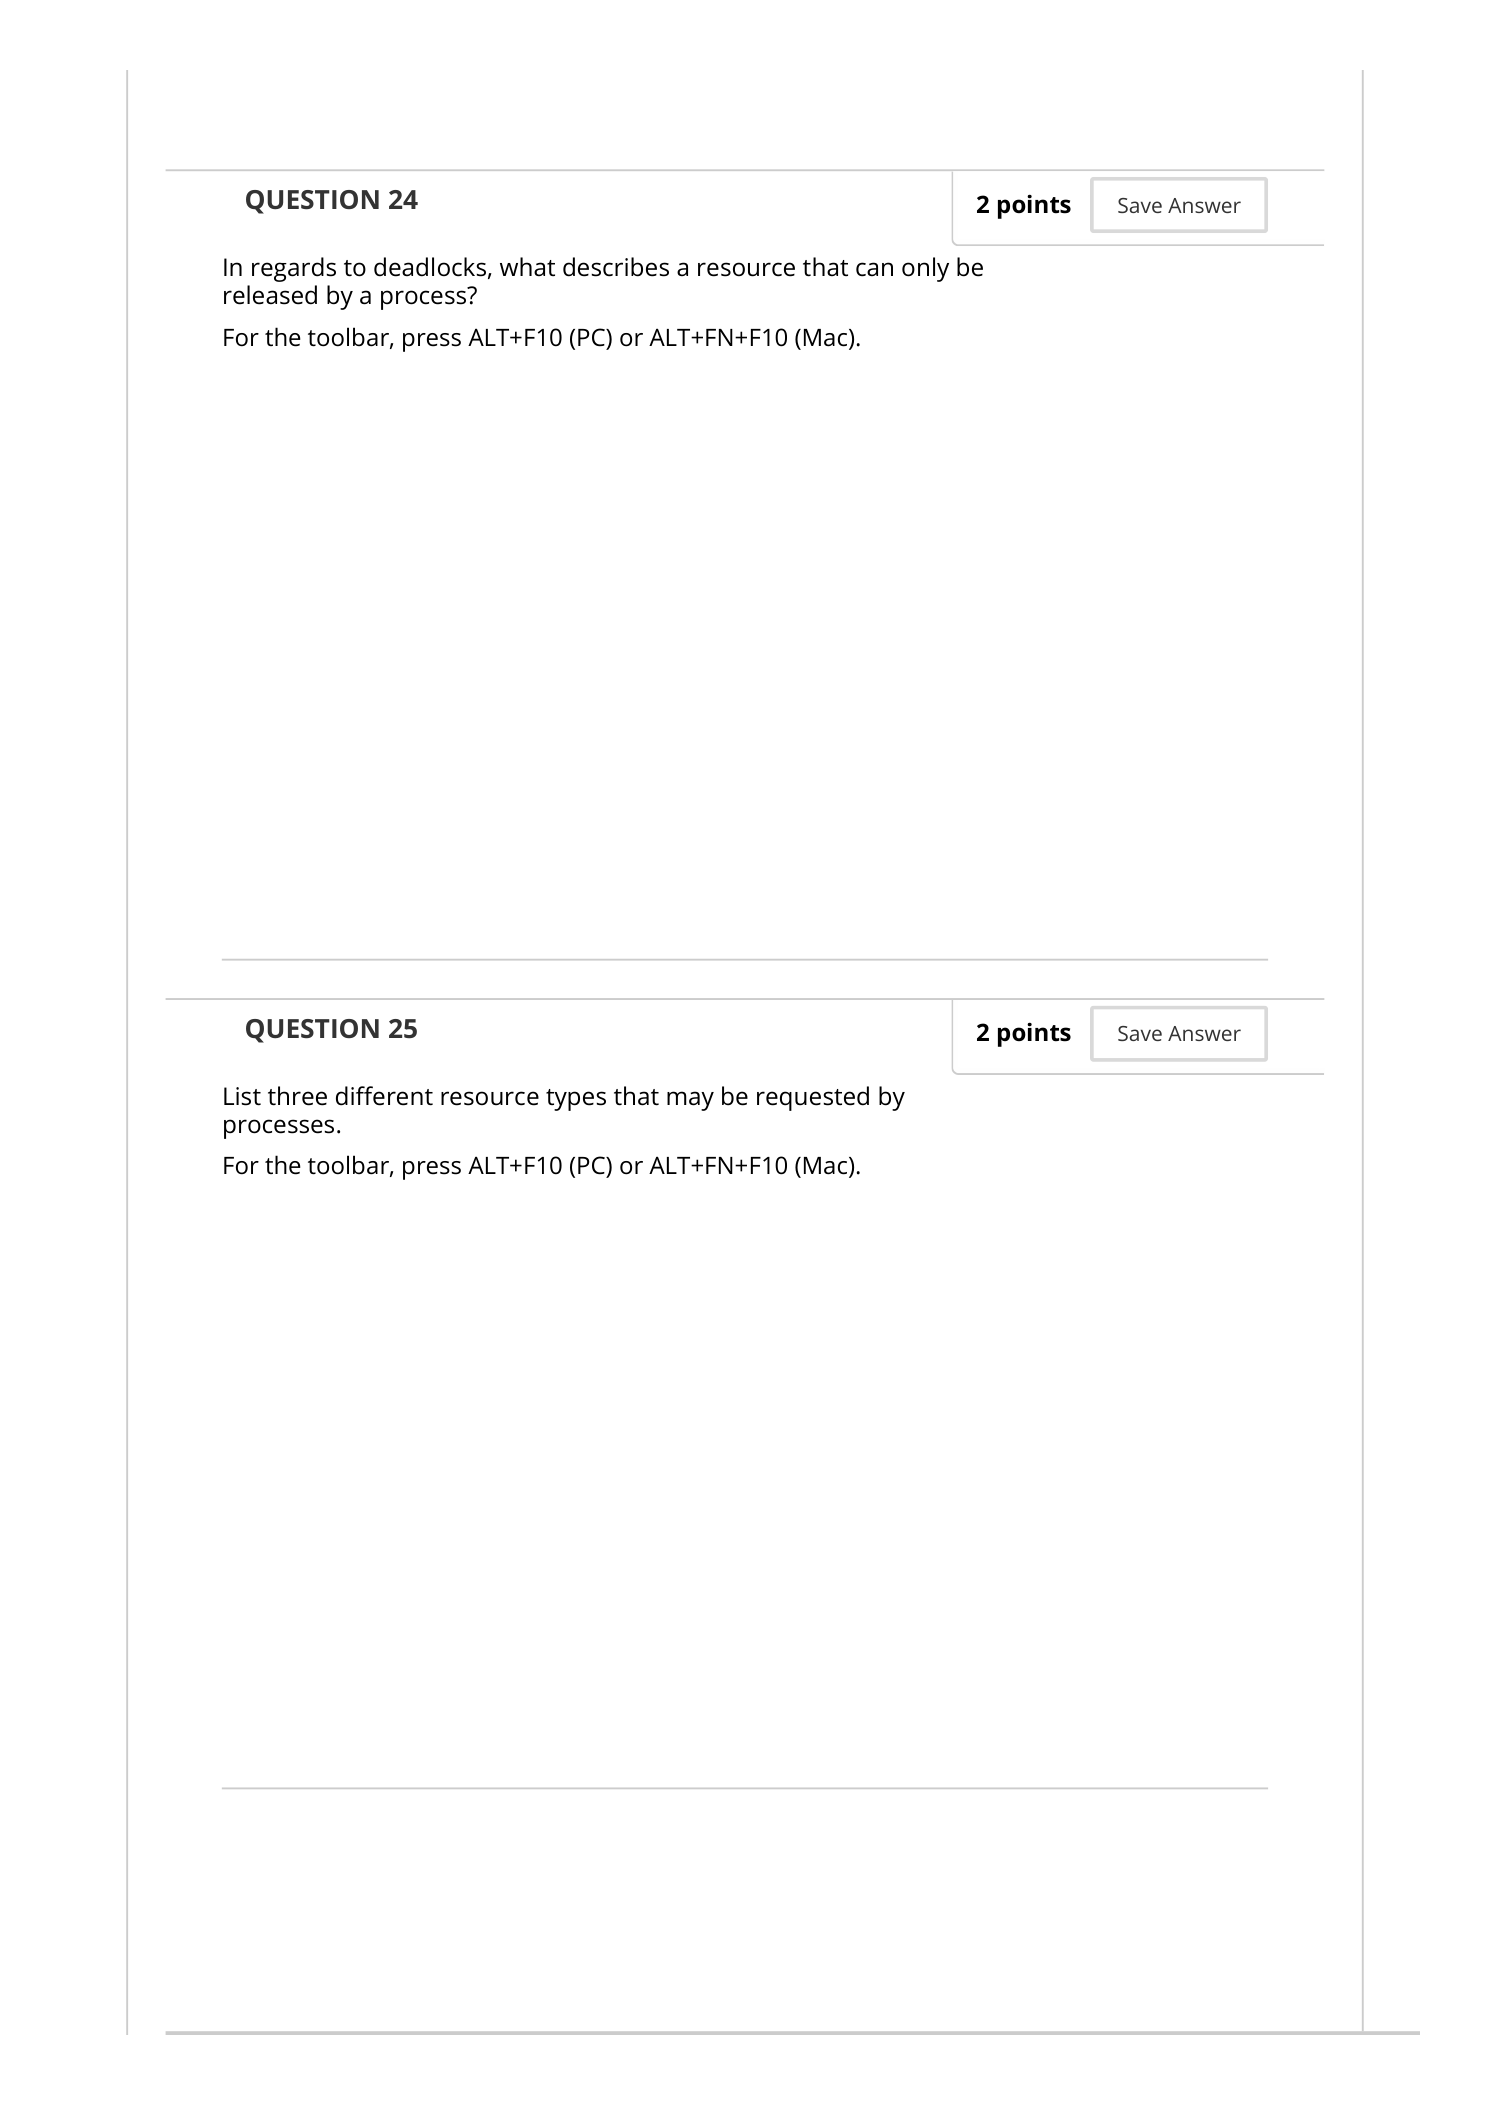 QUESTION 24
2 points
Save Answer
In regards to deadlocks, what describes a resource that can only be
released by a process?
For the toolbar, press ALT+F10 (PC) or ALT+FN+F10 (Mac).
QUESTION 25
2 points
Save Answer
List three different resource types that may be requested by
processes.
For the toolbar, press ALT+F10 (PC) or ALT+FN+F10 (Mac).